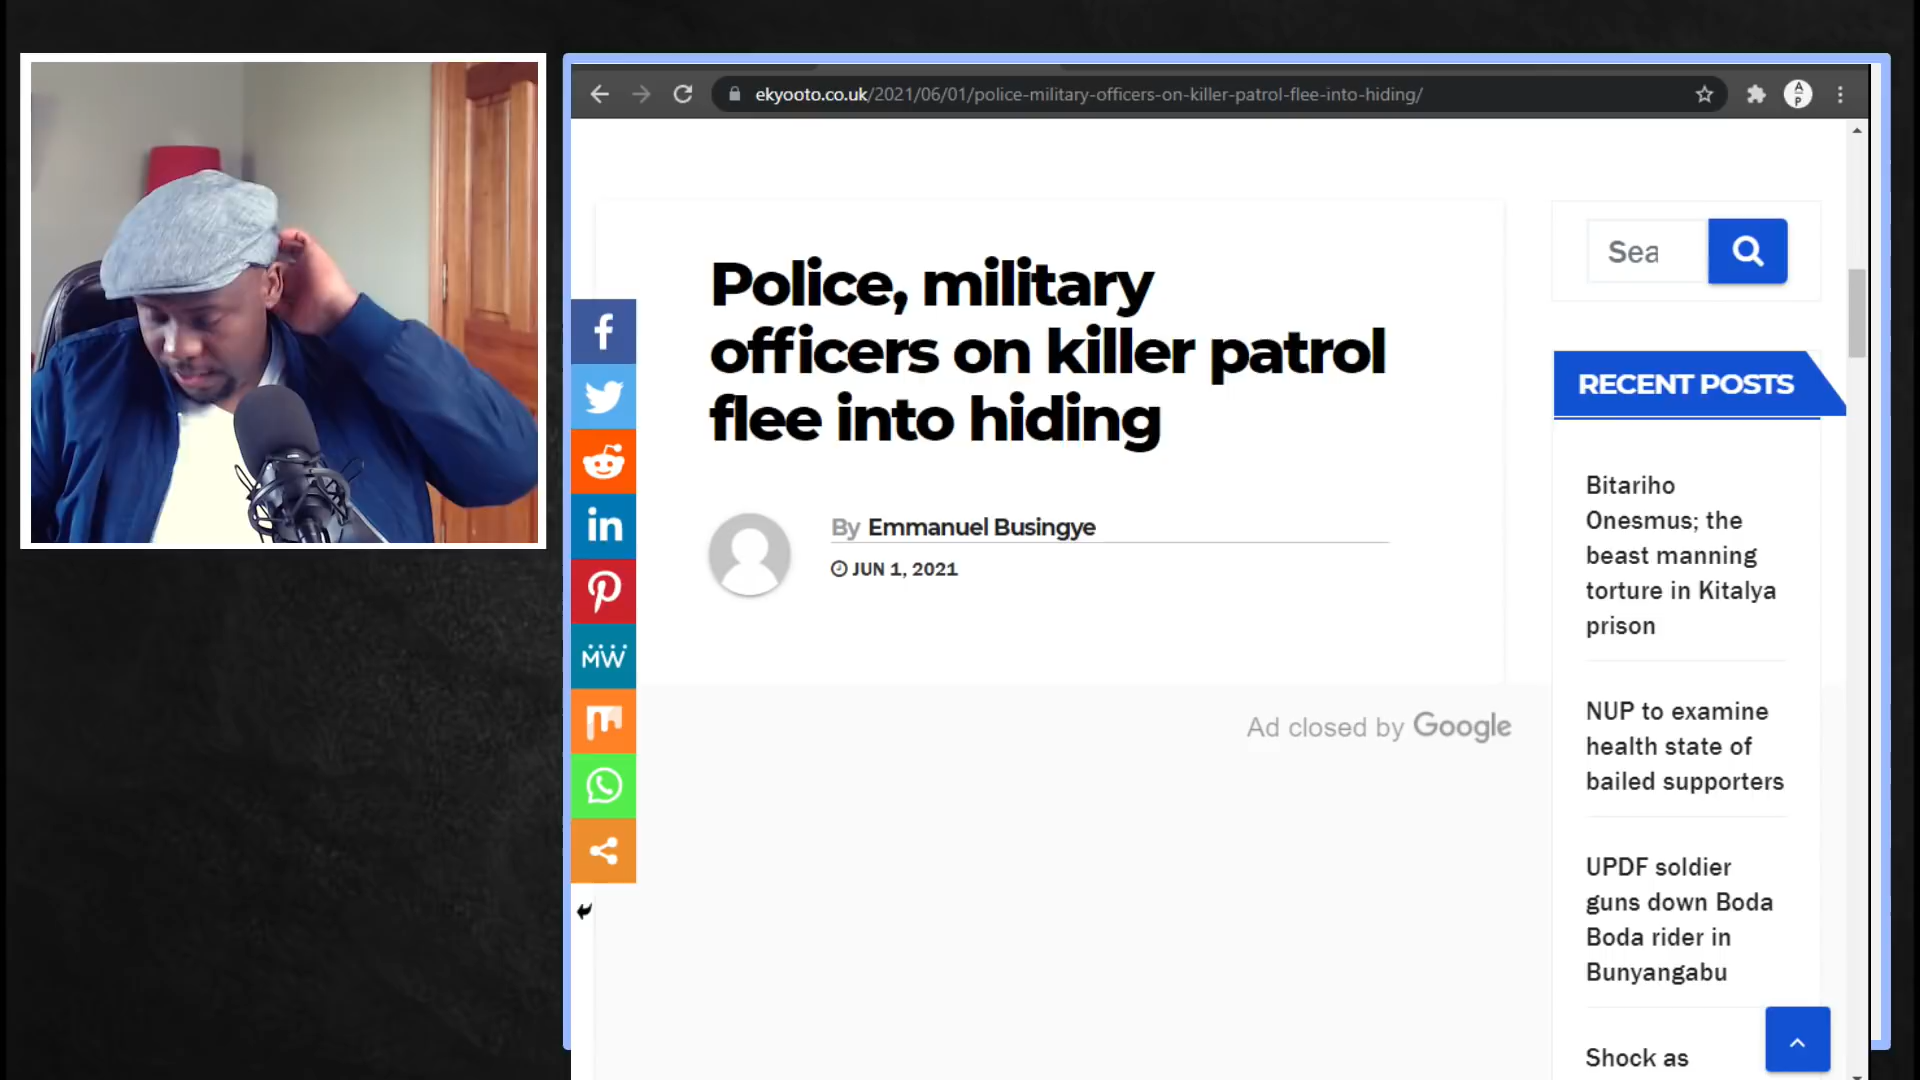 ekyooto.co.uk/2021/06/01/police-military-officers-on-killer-patrol-flee-into-hiding/
A
P
Police, military
officers on killer patrol
flee into hiding
By Emmanuel Busingye
JUN 1, 2021
Ad closed by Google
Sea
RECENT POSTS
Bitariho
Onesmus; the
beast manning
torture in Kitalya
prison
NUP to examine
health state of
bailed supporters
UPDF soldier
guns down Boda
Boda rider in
Bunyangabu
Shock as
f
in
MW
m